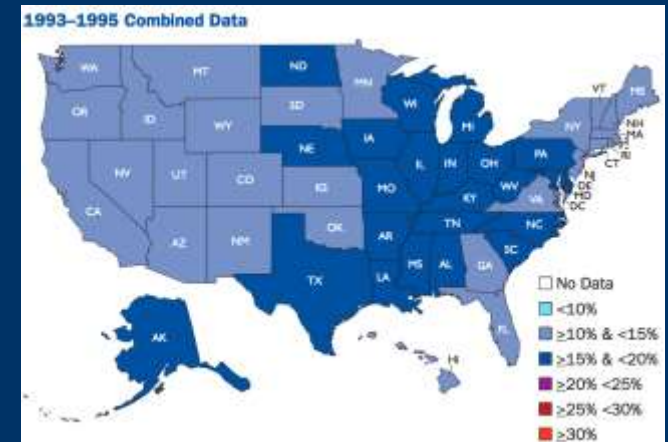 1993–1995 Combined Data
WA
MT
ND
MN
VT
ME
OR
ID
SD
WI
MI
NY
NH
MA
WY
RI
CT
NE
IA
PA
NJ
NV
UT
CO
IL
IN
OH
DE
MD
DC
CA
KS
MO
KY
WV
VA
AZ
NM
OK
AR
TN
NC
SC
TX
LA
MS
AL
GA
FL
AK
HI
No Data
<10%
≥10% & <15%
≥15% & <20%
≥20% <25%
≥25% <30%
≥30%